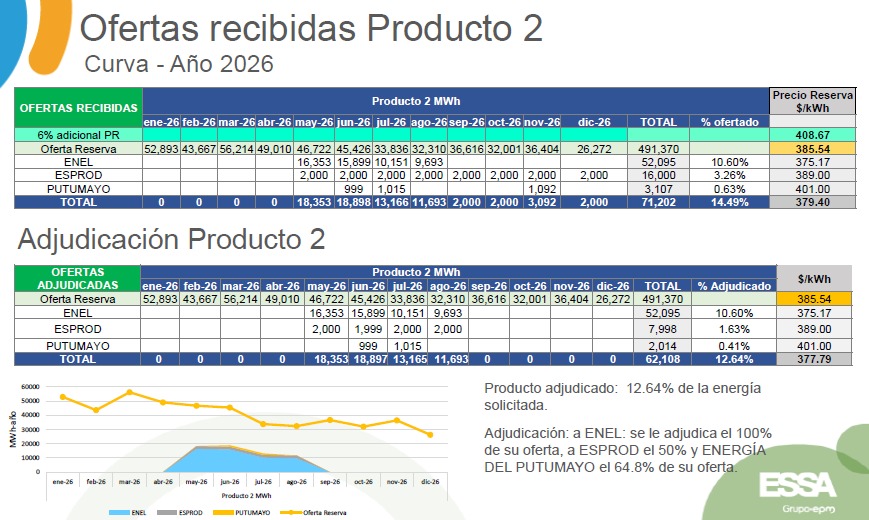 Ofertas recibidas Producto 2
Curva - Año 2026
OFERTAS RECIBIDAS Producto 2 MWh Precio Reserva $/kWh
ene-26 feb-26 mar-26 abr-26 may-26 jun-26 jul-26 ago-26 sep-26 oct-26 nov-26 dic-26 TOTAL % ofertado
6% adicional PR 408.67
Oferta Reserva 52,893 43,667 56,214 49,010 46,722 45,426 33,836 32,310 36,616 32,001 36,404 26,272 491,370 385.54
ENEL 16,353 15,899 10,151 9,693 52,095 10.60% 375.17
ESPROD 2,000 2,000 2,000 2,000 2,000 2,000 2,000 2,000 16,000 3.26% 389.00
PUTUMAYO 999 1,015 1,092 3,107 0.63% 401.00
TOTAL 0 0 0 0 18,353 18,898 13,166 11,693 2,000 2,000 3,092 2,000 71,202 14.49% 379.40
Adjudicación Producto 2
OFERTAS ADJUDICADAS Producto 2 MWh $/kWh
ene-26 feb-26 mar-26 abr-26 may-26 jun-26 jul-26 ago-26 sep-26 oct-26 nov-26 dic-26 TOTAL % Adjudicado
Oferta Reserva 52,893 43,667 56,214 49,010 46,722 45,426 33,836 32,310 36,616 32,001 36,404 26,272 491,370 385.54
ENEL 16,353 15,899 10,151 9,693 52,095 10.60% 375.17
ESPROD 2,000 1,999 2,000 2,000 7,998 1.63% 389.00
PUTUMAYO 999 1,015 2,014 0.41% 401.00
TOTAL 0 0 0 0 18,353 18,897 13,165 11,693 0 0 0 0 62,108 12.64% 377.79
MWh-año
60000
50000
40000
30000
20000
10000
0
ene-26 feb-26 mar-26 abr-26 may-26 jun-26 jul-26 ago-26 sep-26 oct-26 nov-26 dic-26
Producto 2 MWh
ENEL ESPROD PUTUMAYO Oferta Reserva
Producto adjudicado: 12.64% de la energía
solicitada.
Adjudicación: a ENEL: se le adjudica el 100%
de su oferta, a ESPROD el 50% y ENERGÍA
DEL PUTUMAYO el 64.8% de su oferta.
ESSA
Grupo·epm